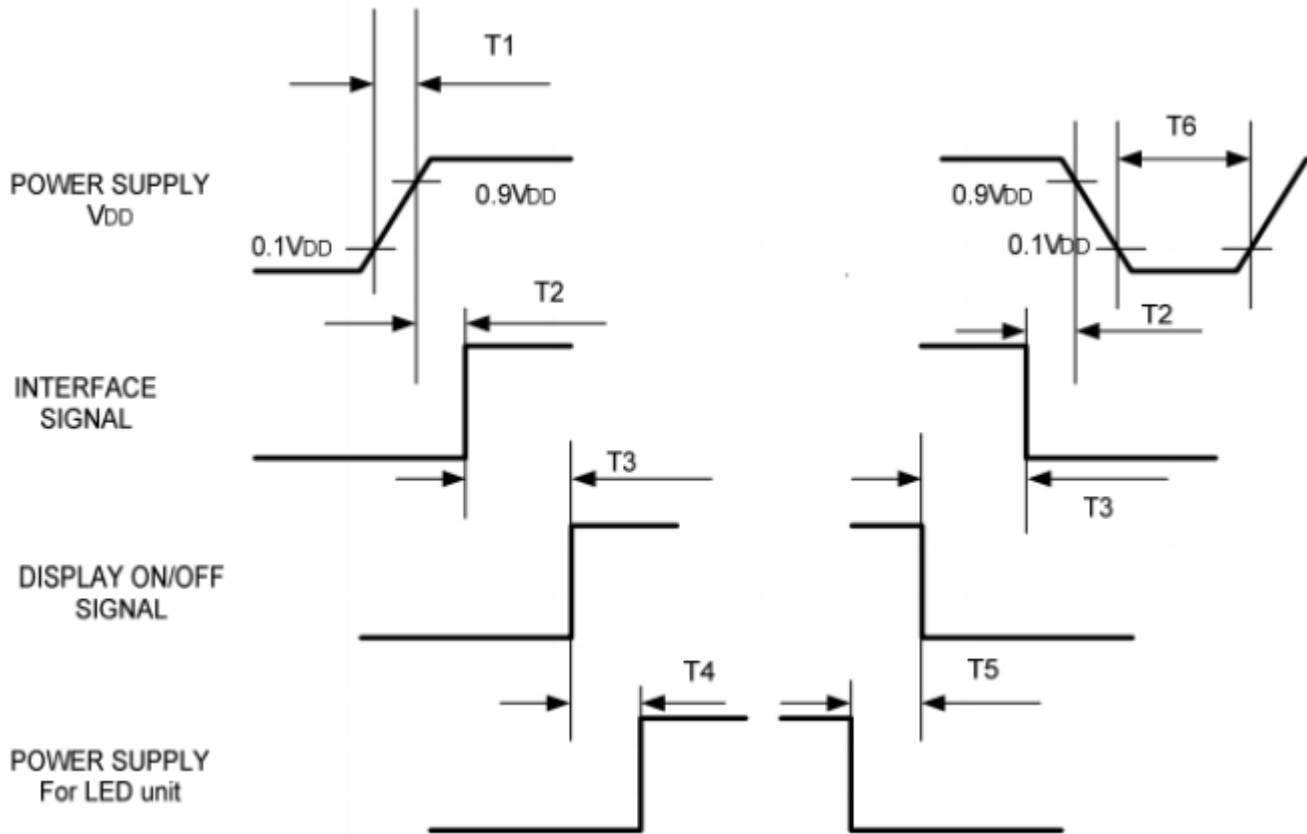 T1
T6
POWER SUPPLY
VDD
0.9VDD
0.9VDD
0.1VDD
0.1VDD
T2
T2
INTERFACE
SIGNAL
T3
T3
DISPLAY ON/OFF
SIGNAL
T4
T5
POWER SUPPLY
For LED unit